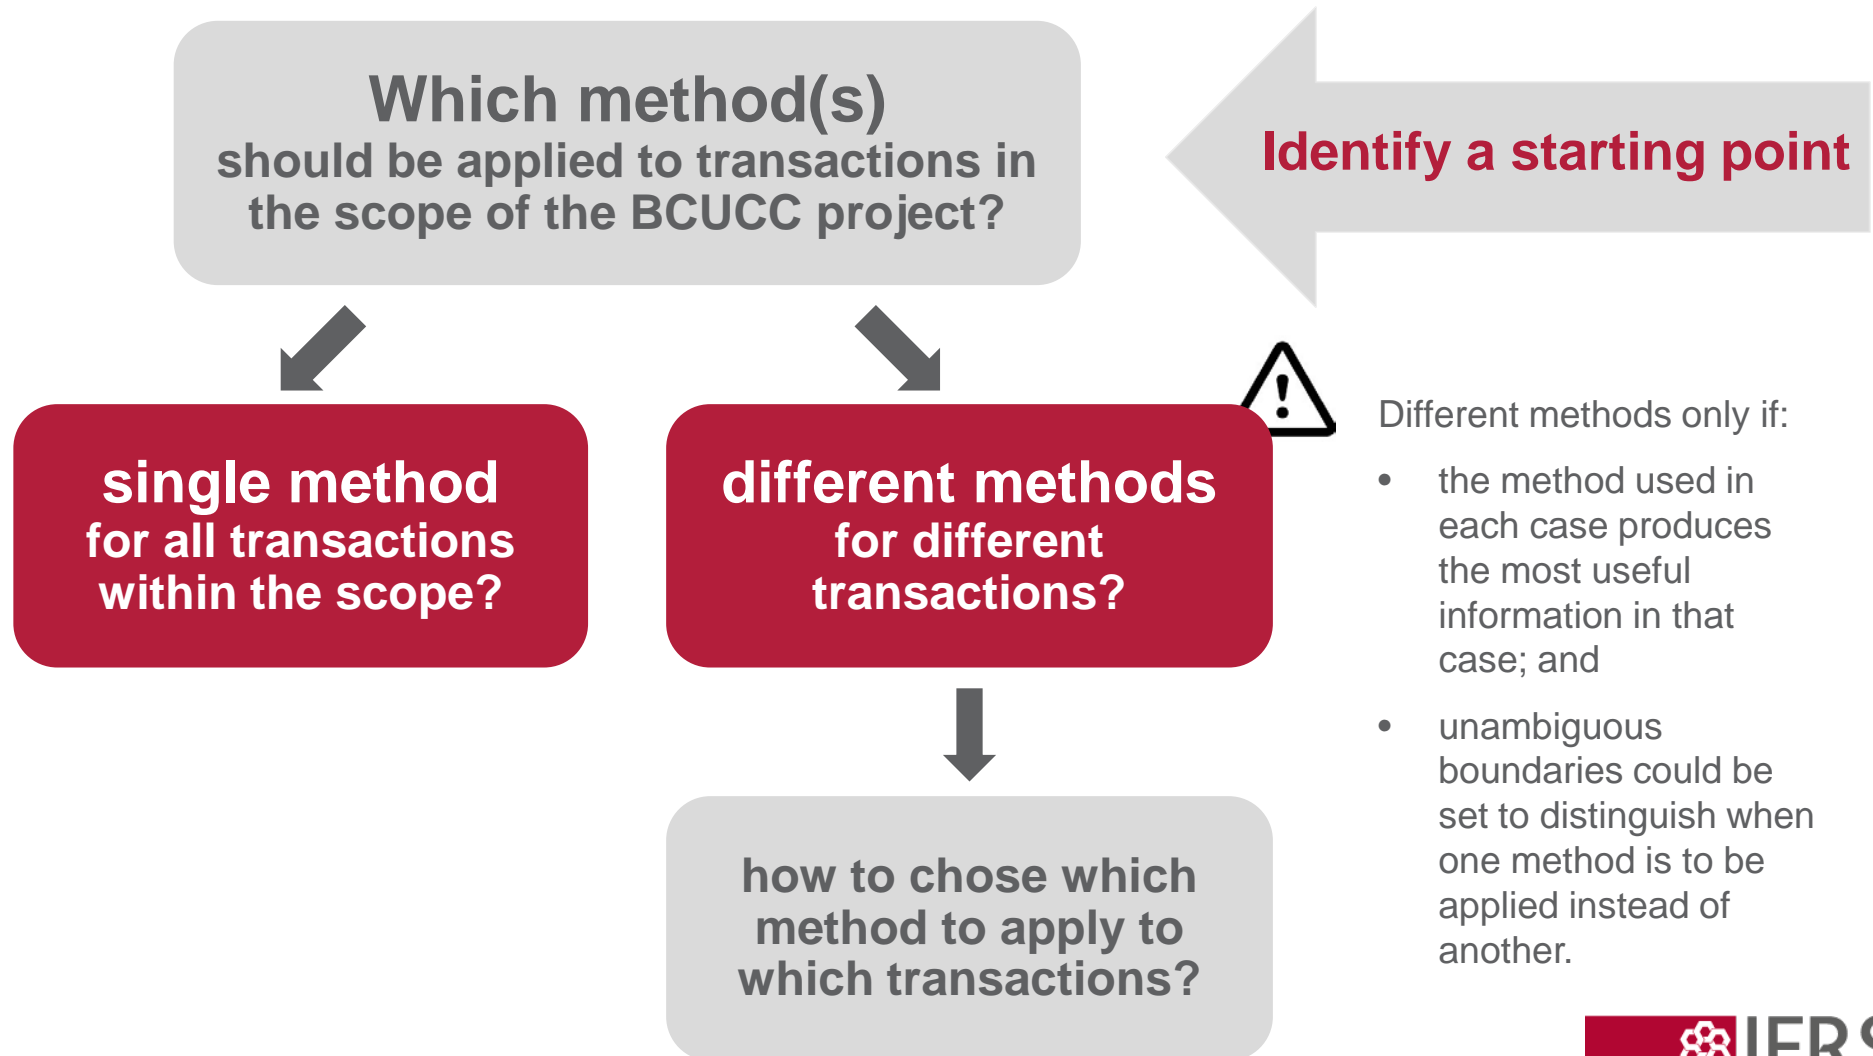 Which method(s)
should be applied to transactions in
the scope of the BCUCC project?
Identify a starting point
single method
for all transactions
within the scope?
different methods
for different
transactions?
how to chose which
method to apply to
which transactions?
Different methods only if:
• the method used in
each case produces
the most useful
information in that
case; and
• unambiguous
boundaries could be
set to distinguish when
one method is to be
applied instead of
another.
IFRS